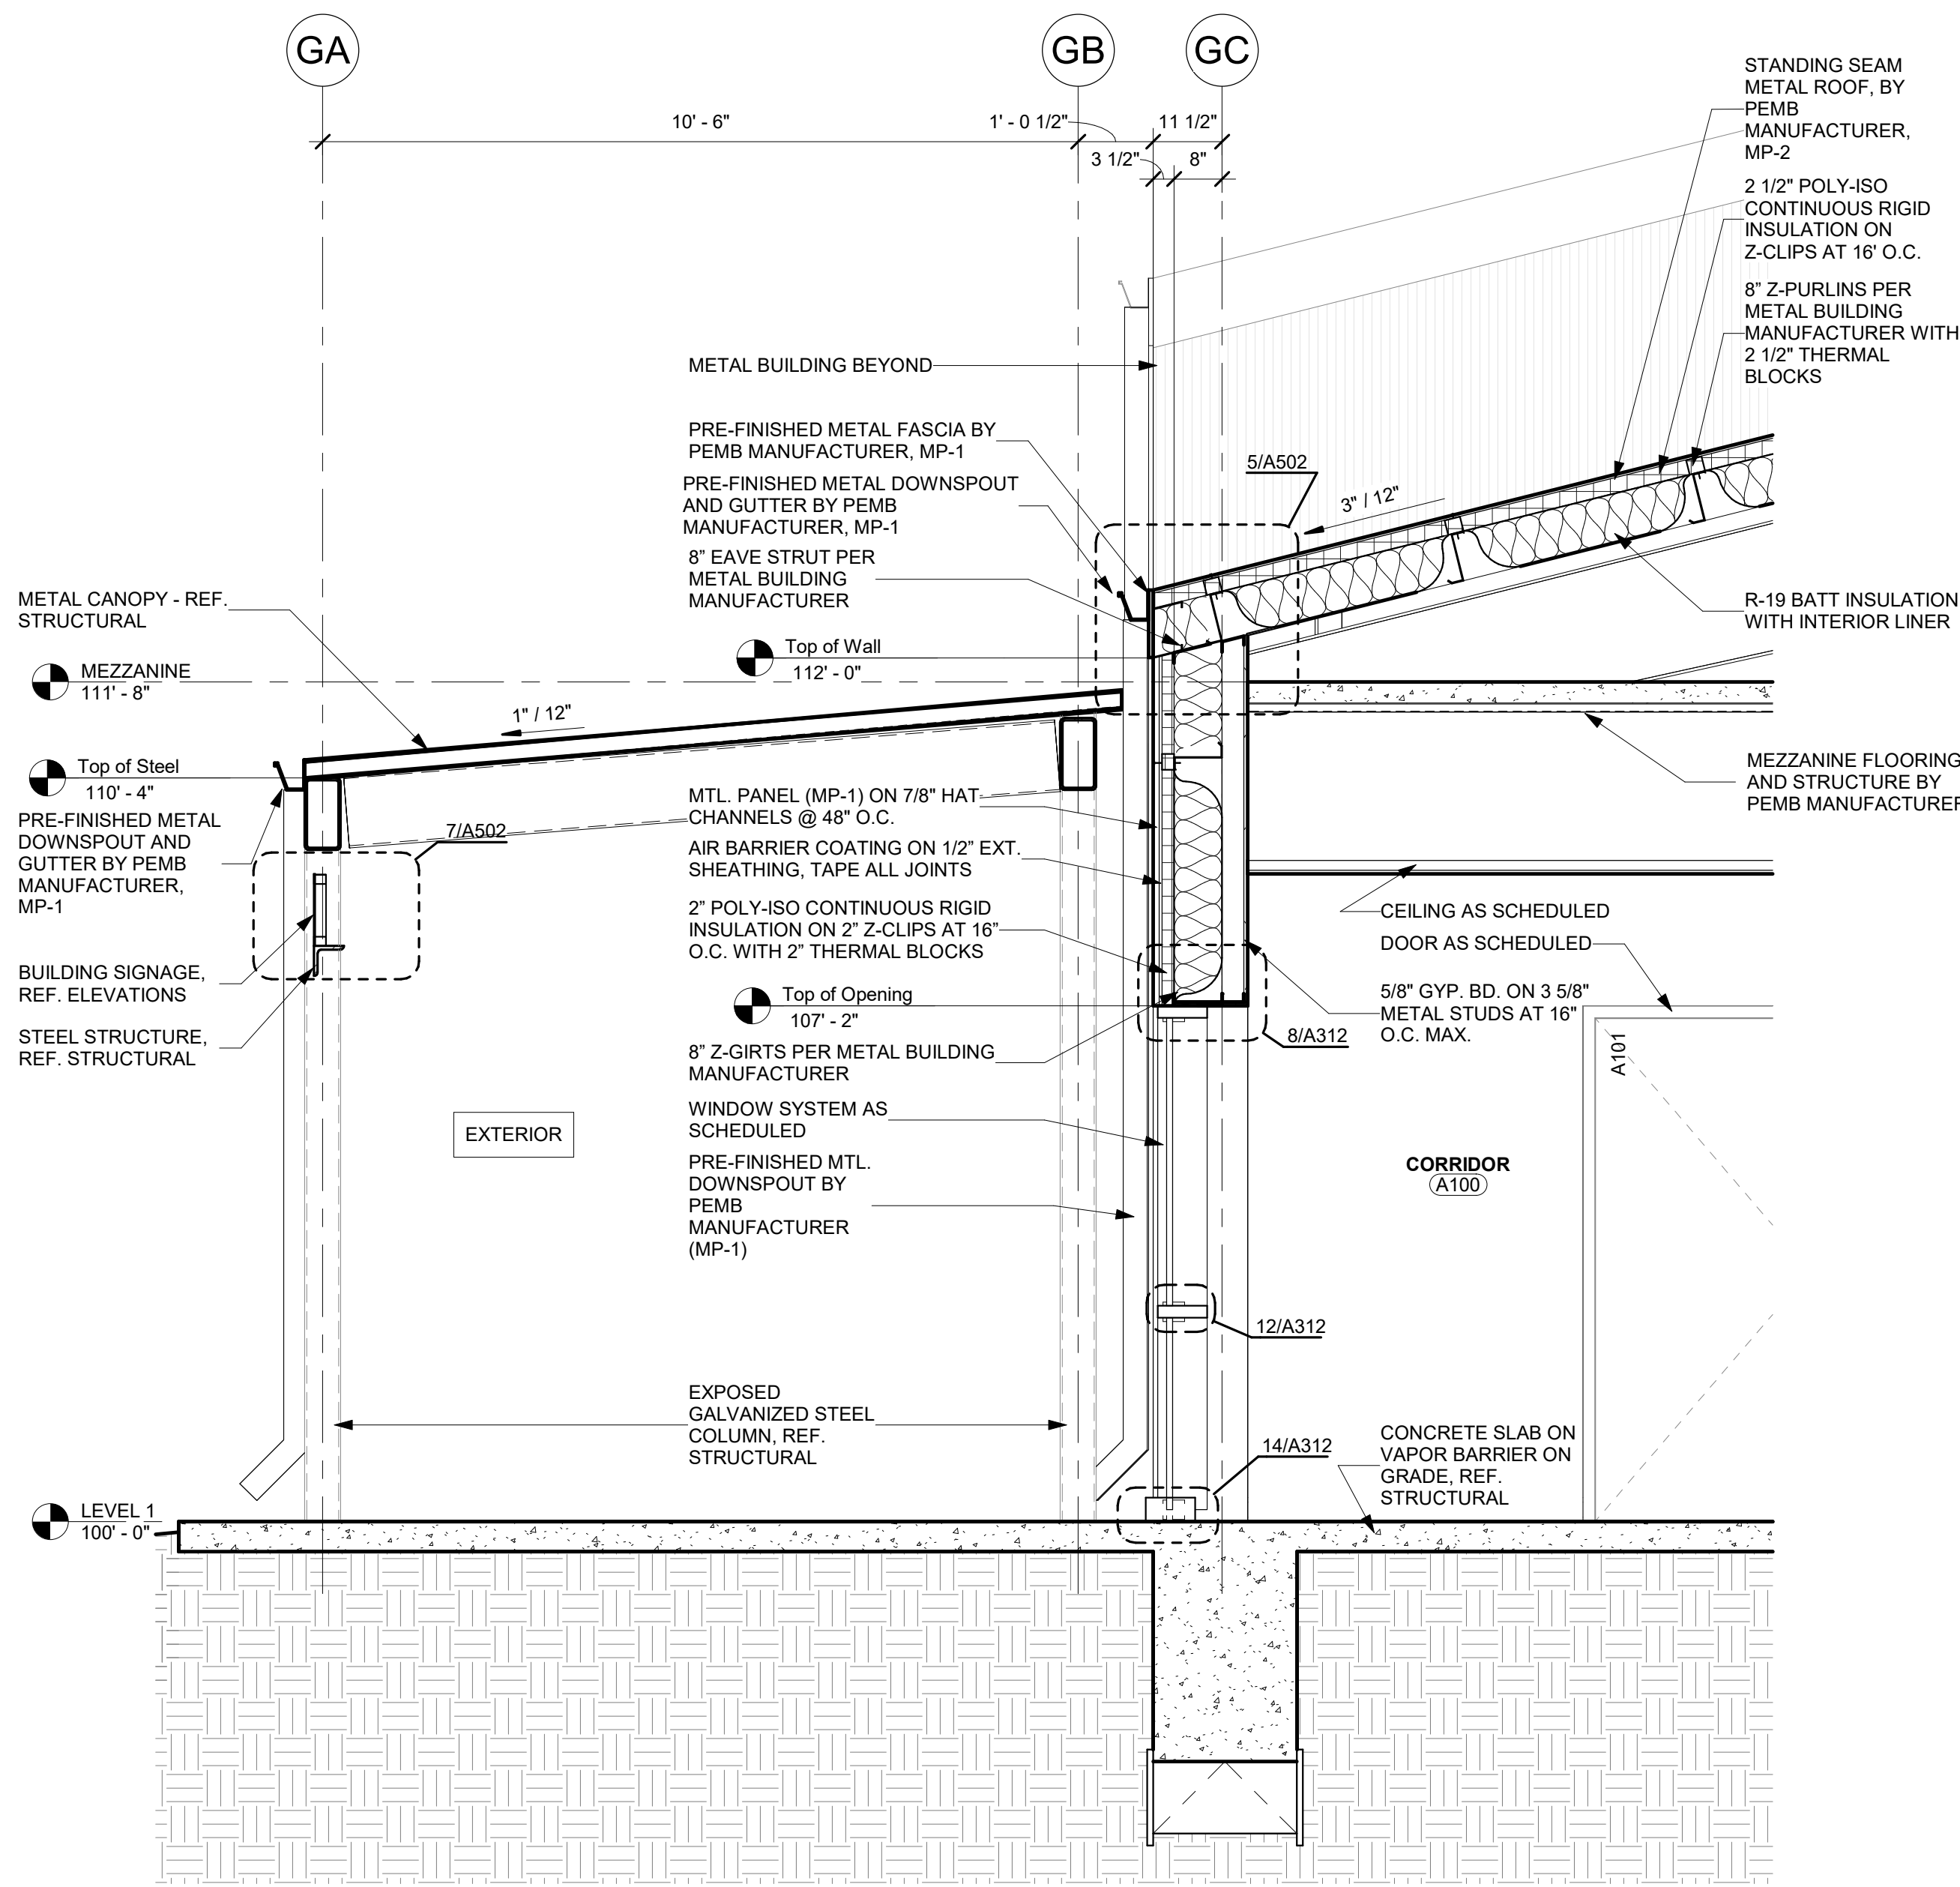 GA
GB
GC
10' - 6"
1' - 0 1/2"
11 1/2"
3 1/2"
8"
STANDING SEAM
METAL ROOF, BY
PEMB
MANUFACTURER,
MP-2
2 1/2" POLY-ISO
CONTINUOUS RIGID
INSULATION ON
Z-CLIPS AT 16' O.C.
8” Z-PURLINS PER
METAL BUILDING
MANUFACTURER WITH
2 1/2" THERMAL
BLOCKS
METAL BUILDING BEYOND
PRE-FINISHED METAL FASCIA BY
PEMB MANUFACTURER, MP-1
5/A502
PRE-FINISHED METAL DOWNSPOUT
AND GUTTER BY PEMB
MANUFACTURER, MP-1
3" / 12"
8” EAVE STRUT PER
METAL BUILDING
MANUFACTURER
METAL CANOPY - REF.
STRUCTURAL
R-19 BATT INSULATION
WITH INTERIOR LINER
Top of Wall
112' - 0"
MEZZANINE
111' - 8"
1" / 12"
Top of Steel
110' - 4"
MEZZANINE FLOORING
AND STRUCTURE BY
PEMB MANUFACTURER
PRE-FINISHED METAL
DOWNSPOUT AND
GUTTER BY PEMB
MANUFACTURER,
MP-1
7/A502
MTL. PANEL (MP-1) ON 7/8" HAT
CHANNELS @ 48" O.C.
AIR BARRIER COATING ON 1/2” EXT.
SHEATHING, TAPE ALL JOINTS
2” POLY-ISO CONTINUOUS RIGID
INSULATION ON 2” Z-CLIPS AT 16”
O.C. WITH 2” THERMAL BLOCKS
CEILING AS SCHEDULED
DOOR AS SCHEDULED
BUILDING SIGNAGE,
REF. ELEVATIONS
Top of Opening
107' - 2"
5/8" GYP. BD. ON 3 5/8"
METAL STUDS AT 16"
O.C. MAX.
STEEL STRUCTURE,
REF. STRUCTURAL
8/A312
A101
8” Z-GIRTS PER METAL BUILDING
MANUFACTURER
EXTERIOR
WINDOW SYSTEM AS
SCHEDULED
PRE-FINISHED MTL.
DOWNSPOUT BY
PEMB
MANUFACTURER
(MP-1)
CORRIDOR
A100
12/A312
EXPOSED
GALVANIZED STEEL
COLUMN, REF.
STRUCTURAL
14/A312
CONCRETE SLAB ON
VAPOR BARRIER ON
GRADE, REF.
STRUCTURAL
LEVEL 1
100' - 0"